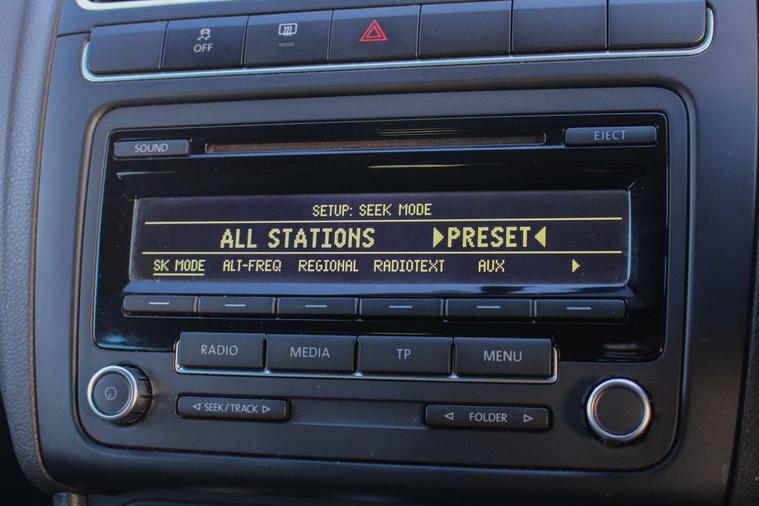 OFF
SOUND
EJECT
SETUP: SEEK MODE
ALL STATIONS PRESET
SK MODE ALT-FREQ REGIONAL RADIOTEXT AUX
RADIO MEDIA TP MENU
SEEK/TRACK FOLDER